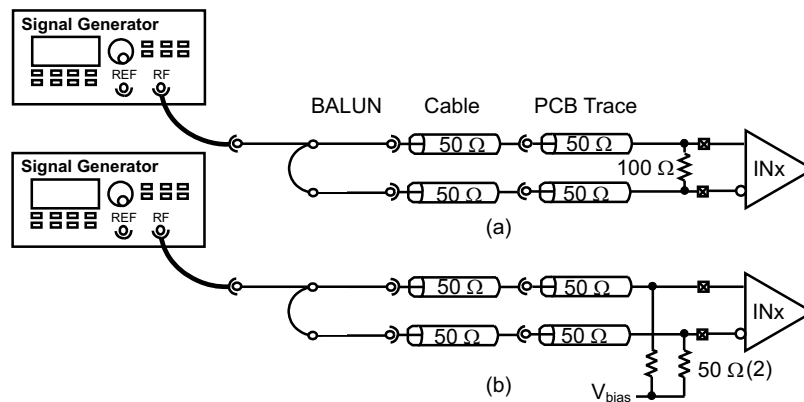 Signal Generator
REF RF
BALUN Cable PCB Trace
50 Ω 50 Ω
100 Ω
INx
50 Ω 50 Ω
(a)
Signal Generator
REF RF
50 Ω 50 Ω
INx
50 Ω 50 Ω
50 Ω (2)
(b)
Vbias